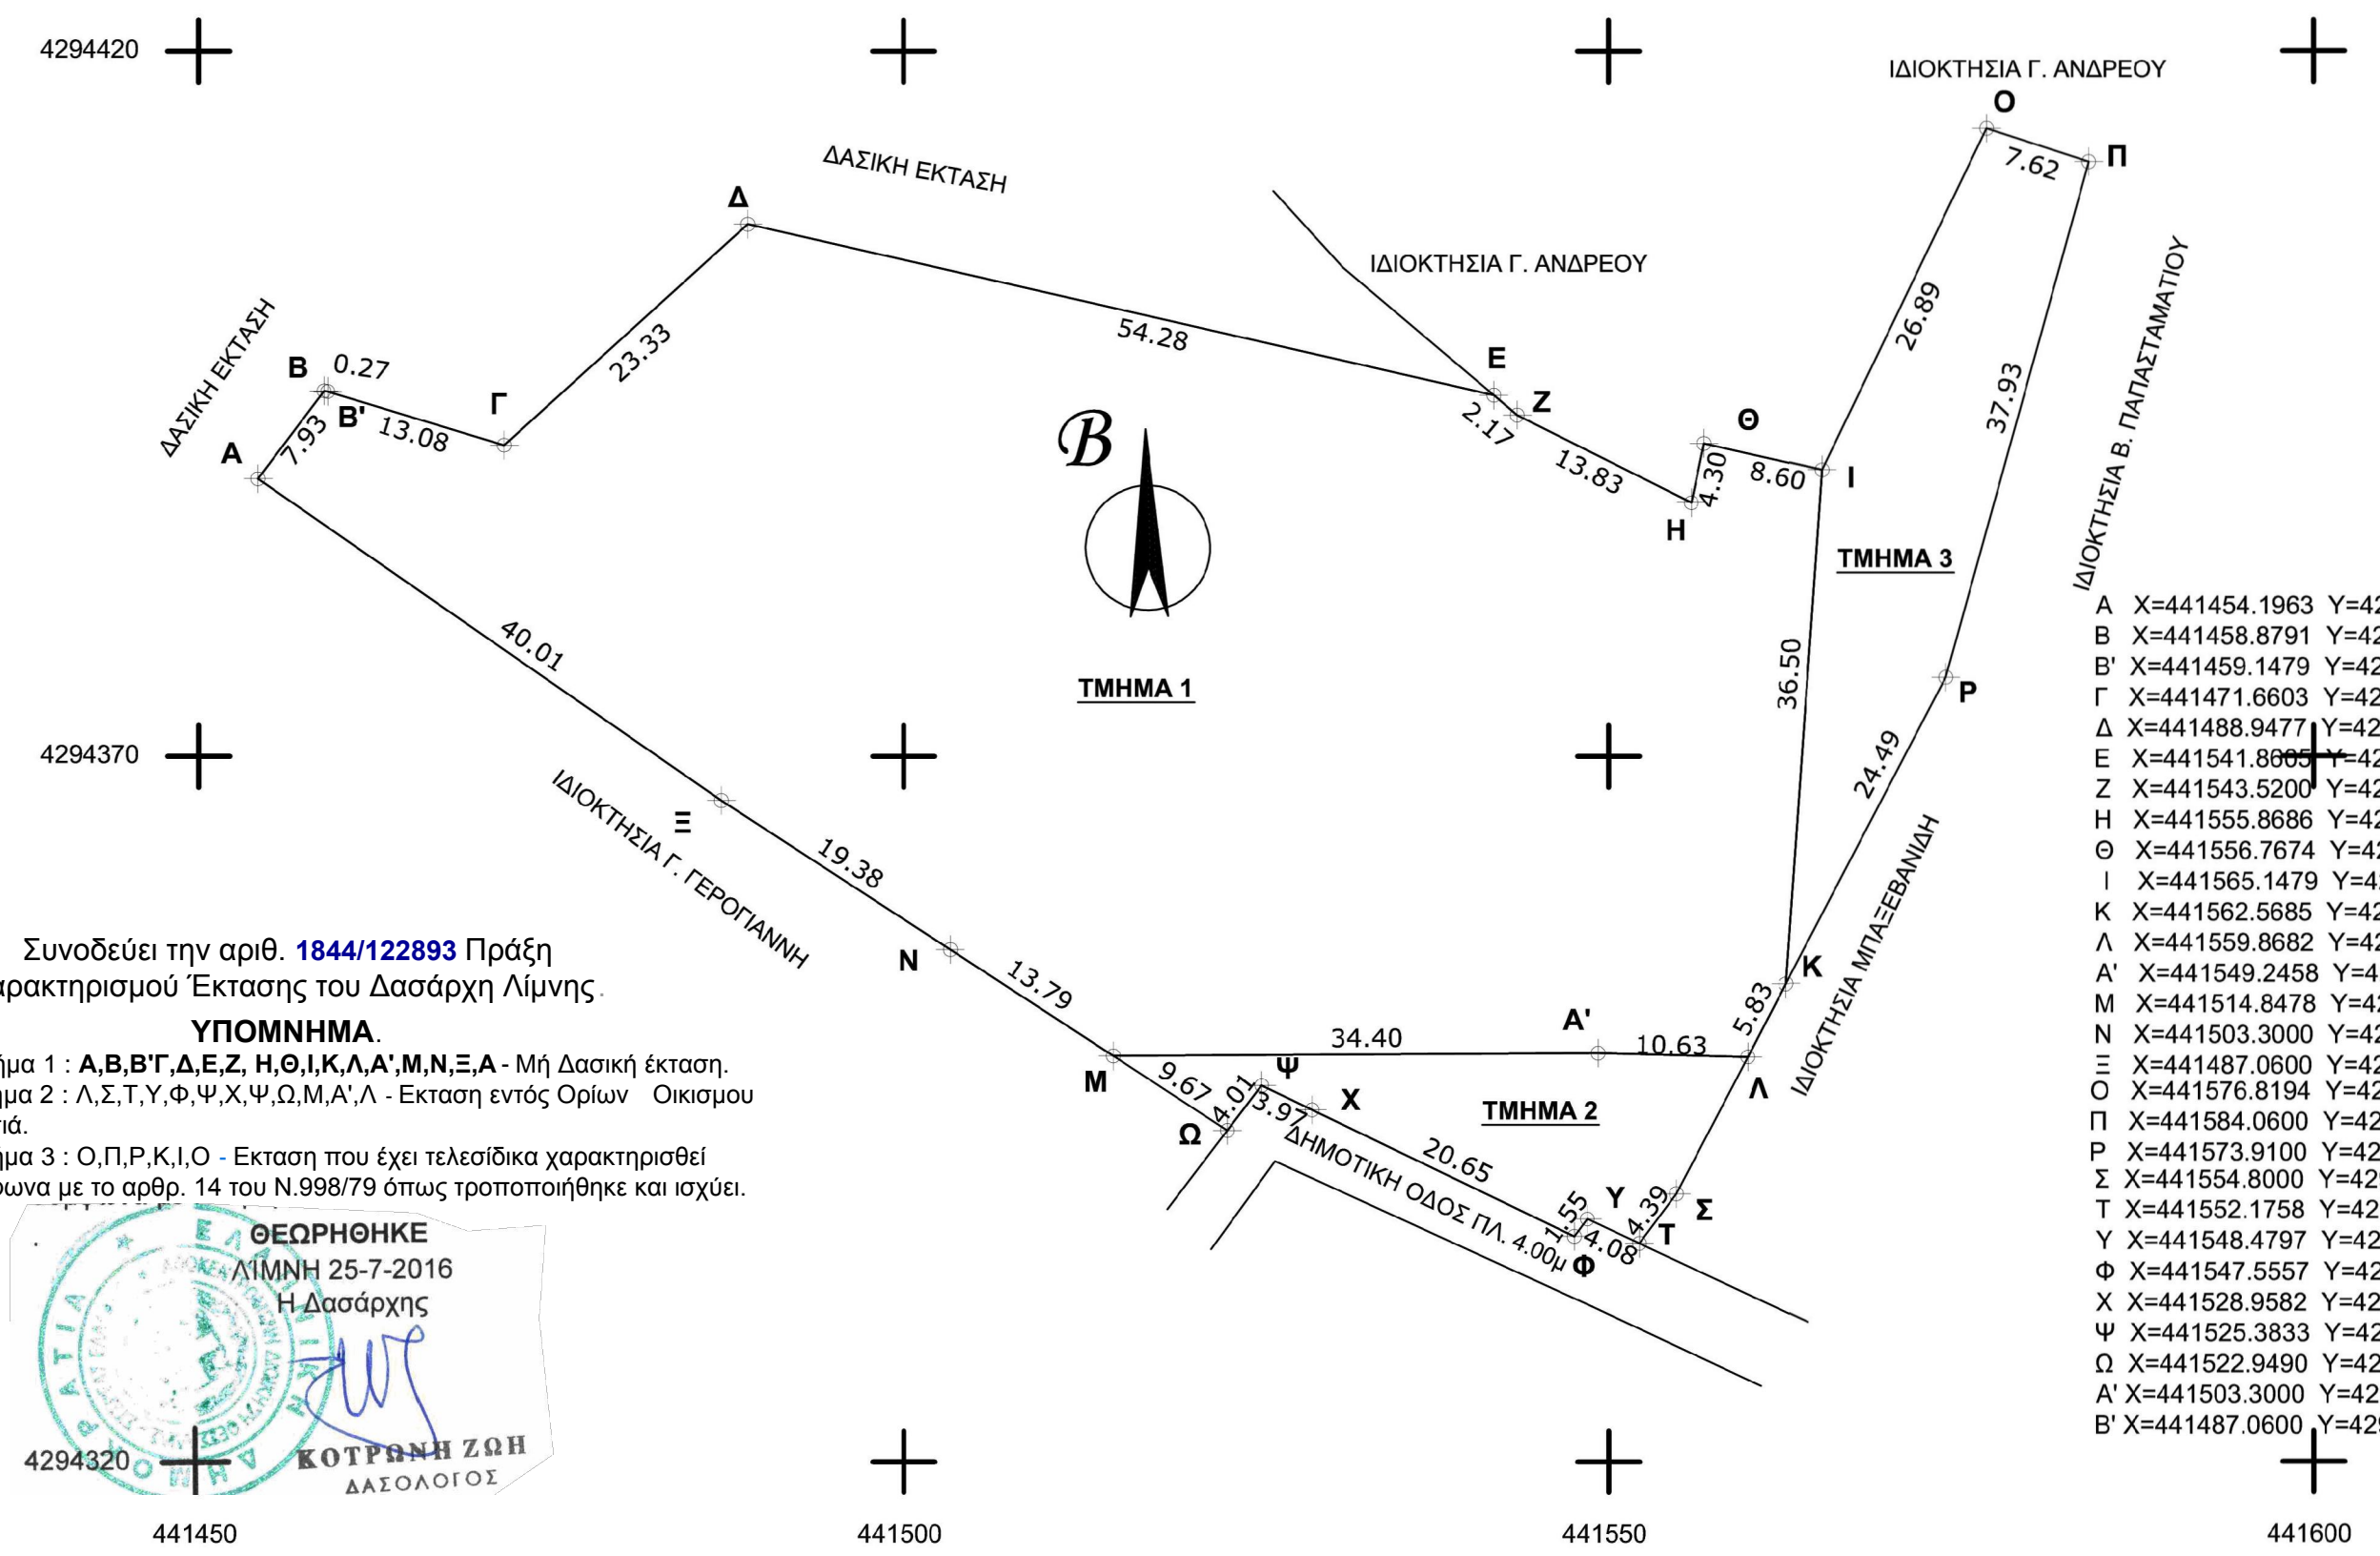 4294420
ΙΔΙΟΚΤΗΣΙΑ Γ. ΑΝΔΡΕΟΥ
Ο
7.62
Π
ΔΑΣΙΚΗ ΕΚΤΑΣΗ
Δ
ΙΔΙΟΚΤΗΣΙΑ Γ. ΑΝΔΡΕΟΥ
26.89
37.93
ΙΔΙΟΚΤΗΣΙΑ Β. ΠΑΠΑΣΤΑΜΑΤΙΟΥ
ΔΑΣΙΚΗ ΕΚΤΑΣΗ
23.33
54.28
Β
0.27
Β'
7.93
13.08
Γ
Α
Ε
Ζ
2.17
13.83
Θ
4.30
8.60
Ι
Η
Β
ΤΜΗΜΑ 3
ΤΜΗΜΑ 1
40.01
36.50
Ρ
24.49
4294370
Ξ
ΙΔΙΟΚΤΗΣΙΑ Γ. ΓΕΡΟΓΙΑΝΝΗ
19.38
Ν
13.79
ΙΔΙΟΚΤΗΣΙΑ ΜΠΑΞΕΒΑΝΙΔΗ
Κ
5.83
Α'
34.40
10.63
Λ
Μ
9.67
4.01
Ψ
3.97
Χ
Ω
ΤΜΗΜΑ 2
20.65
ΔΗΜΟΤΙΚΗ ΟΔΟΣ ΠΛ. 4.00μ
1.55
Υ
4.39
Σ
Τ
4.08
Φ
Α X=441454.1963 Y=42
Β X=441458.8791 Y=42
Β' X=441459.1479 Y=42
Γ X=441471.6603 Y=42
Δ X=441488.9477 Y=42
Ε X=441541.8605 Y=42
Ζ X=441543.5200 Y=42
Η X=441555.8686 Y=42
Θ X=441556.7674 Y=42
Ι X=441565.1479 Y=42
Κ X=441562.5685 Y=42
Λ X=441559.8682 Y=42
Α' X=441549.2458 Y=4
Μ X=441514.8478 Y=42
Ν X=441503.3000 Y=42
Ξ X=441487.0600 Y=42
Ο X=441576.8194 Y=42
Π X=441584.0600 Y=42
Ρ X=441573.9100 Y=42
Σ X=441554.8000 Y=429
Τ X=441552.1758 Y=42
Υ X=441548.4797 Y=42
Φ X=441547.5557 Y=42
Χ X=441528.9582 Y=42
Ψ X=441525.3833 Y=42
Ω X=441522.9490 Y=42
Α' X=441503.3000 Y=42
Β' X=441487.0600 Y=429
Συνοδεύει την αριθ. 1844/122893 Πράξη
αρακτηρισμού Έκτασης του Δασάρχη Λίμνης.
ΥΠΟΜΝΗΜΑ.
ήμα 1 : Α,Β,Β'Γ,Δ,Ε,Ζ, Η,Θ,Ι,Κ,Λ,Α',Μ,Ν,Ξ,Α - Μή Δασική έκταση.
ημα 2 : Λ,Σ,Τ,Υ,Φ,Ψ,Χ,Ψ,Ω,Μ,Α',Λ - Εκταση εντός Ορίων Οικισμου
πιά.
ήμα 3 : Ο,Π,Ρ,Κ,Ι,Ο - Εκταση που έχει τελεσίδικα χαρακτηρισθεί
φωνα με το αρθρ. 14 του Ν.998/79 όπως τροποποιήθηκε και ισχύει.
ΘΕΩΡΗΘΗΚΕ
ΛΙΜΝΗ 25-7-2016
Η Δασάρχης
ΕΛΛΗΝΙΚΗ ΔΗΜΟΚΡΑΤΙΑ
ΚΟΤΡΩΝΗ ΖΩΗ
ΔΑΣΟΛΟΓΟΣ
4294320
441450
441500
441550
441600